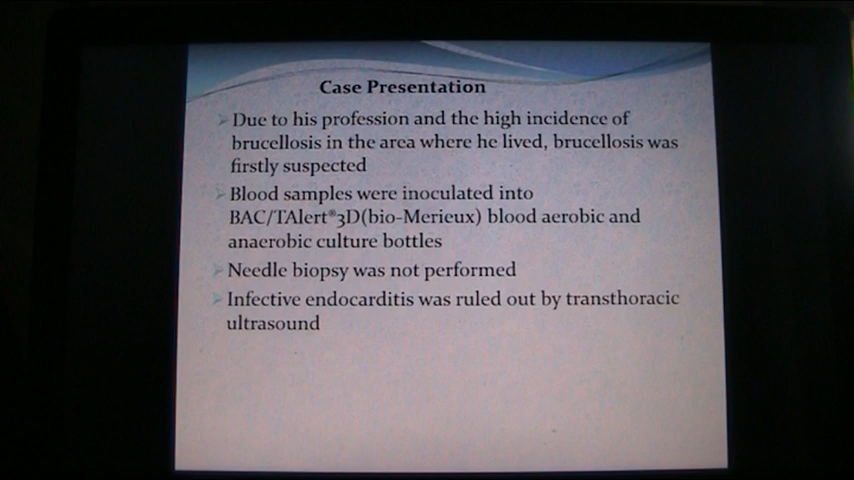 Case Presentation
Due to his profession and the high incidence of
brucellosis in the area where he lived, brucellosis was
firstly suspected
Blood samples were inoculated into
BAC/TAlert®3D(bio-Merieux) blood aerobic and
anaerobic culture bottles
Needle biopsy was not performed
Infective endocarditis was ruled out by transthoracic
ultrasound